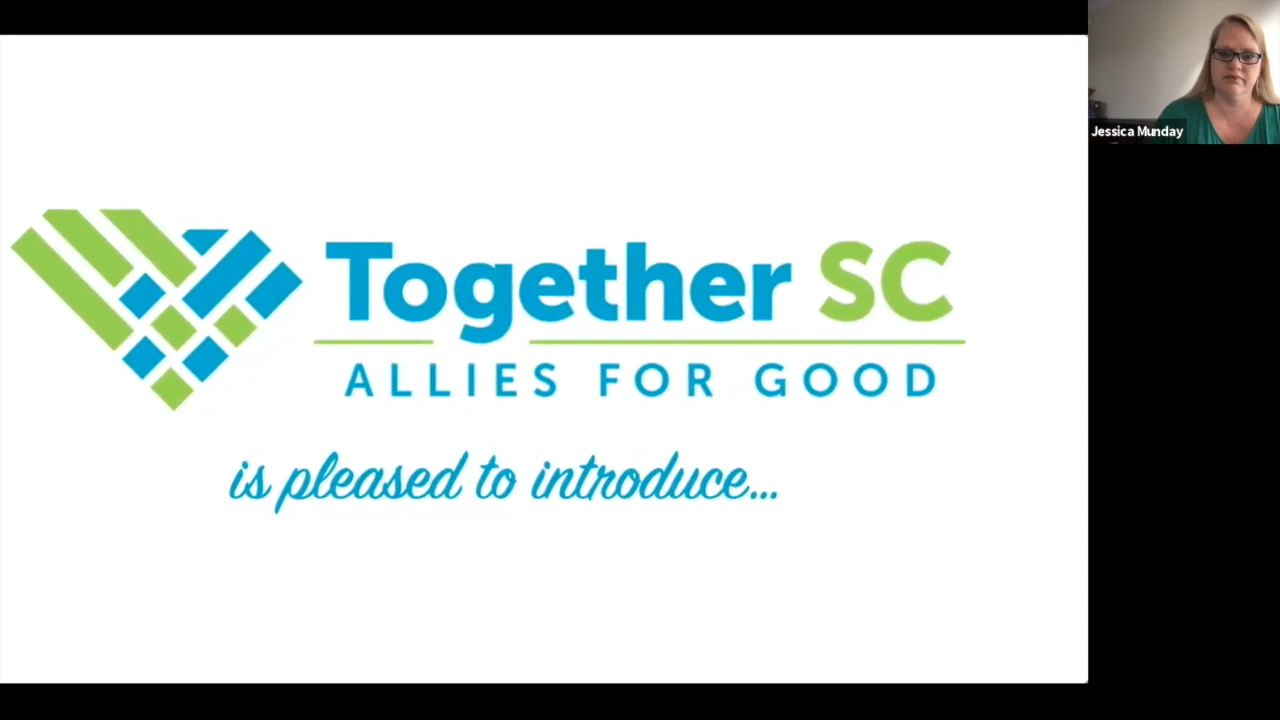 Together SC
ALLIES FOR GOOD
is pleased to introduce...
Jessica Munday